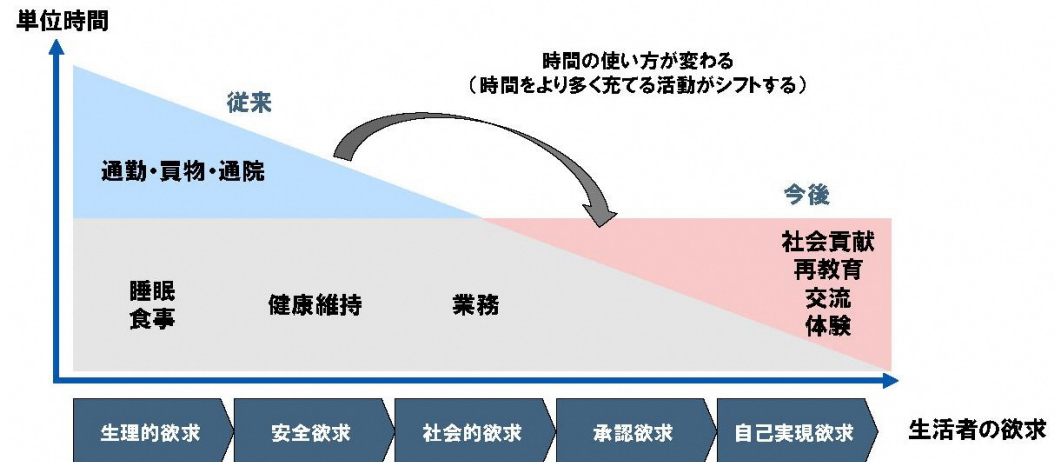 単位時間
時間の使い方が変わる
（時間をより多く充てる活動がシフトする）
従来
通勤・買物・通院
今後
社会貢献
再教育
交流
体験
睡眠
食事
健康維持
業務
生理的欲求
安全欲求
社会的欲求
承認欲求
自己実現欲求
生活者の欲求